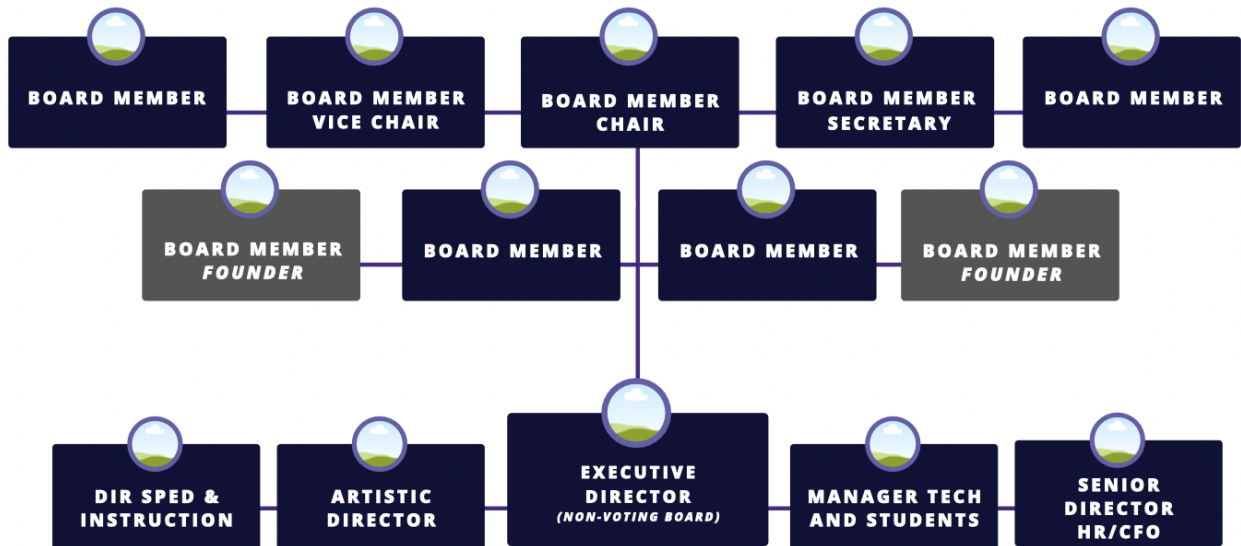 BOARD MEMBER
BOARD MEMBER
VICE CHAIR
BOARD MEMBER
CHAIR
BOARD MEMBER
SECRETARY
BOARD MEMBER
BOARD MEMBER
FOUNDER
BOARD MEMBER
BOARD MEMBER
BOARD MEMBER
FOUNDER
DIR SPED &
INSTRUCTION
ARTISTIC
DIRECTOR
EXECUTIVE
DIRECTOR
(NON-VOTING BOARD)
MANAGER TECH
AND STUDENTS
SENIOR
DIRECTOR
HR/CFO